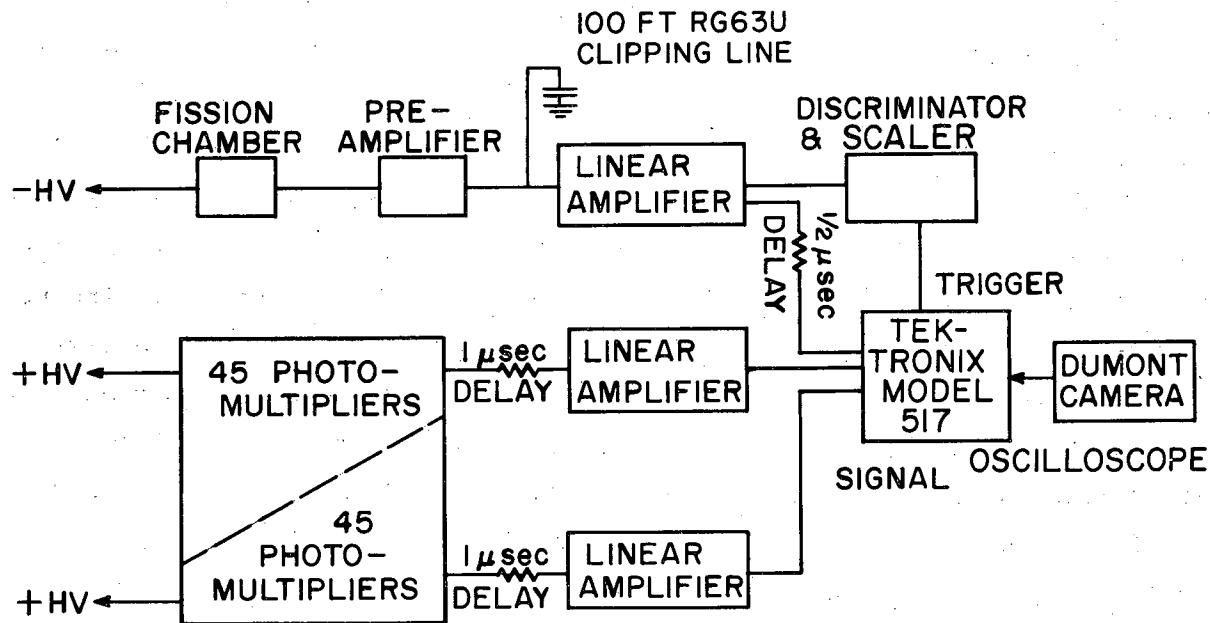 100 FT RG63U
CLIPPING LINE
FISSION
CHAMBER
PRE-
AMPLIFIER
DISCRIMINATOR
& SCALER
-HV
LINEAR
AMPLIFIER
1/2 μsec
DELAY
TRIGGER
+HV
45 PHOTO-
MULTIPLIERS
1 μsec
DELAY
LINEAR
AMPLIFIER
TEK-
TRONIX
MODEL
517
DUMONT
CAMERA
OSCILLOSCOPE
SIGNAL
45
PHOTO-
MULTIPLIERS
1 μsec
DELAY
LINEAR
AMPLIFIER
+HV